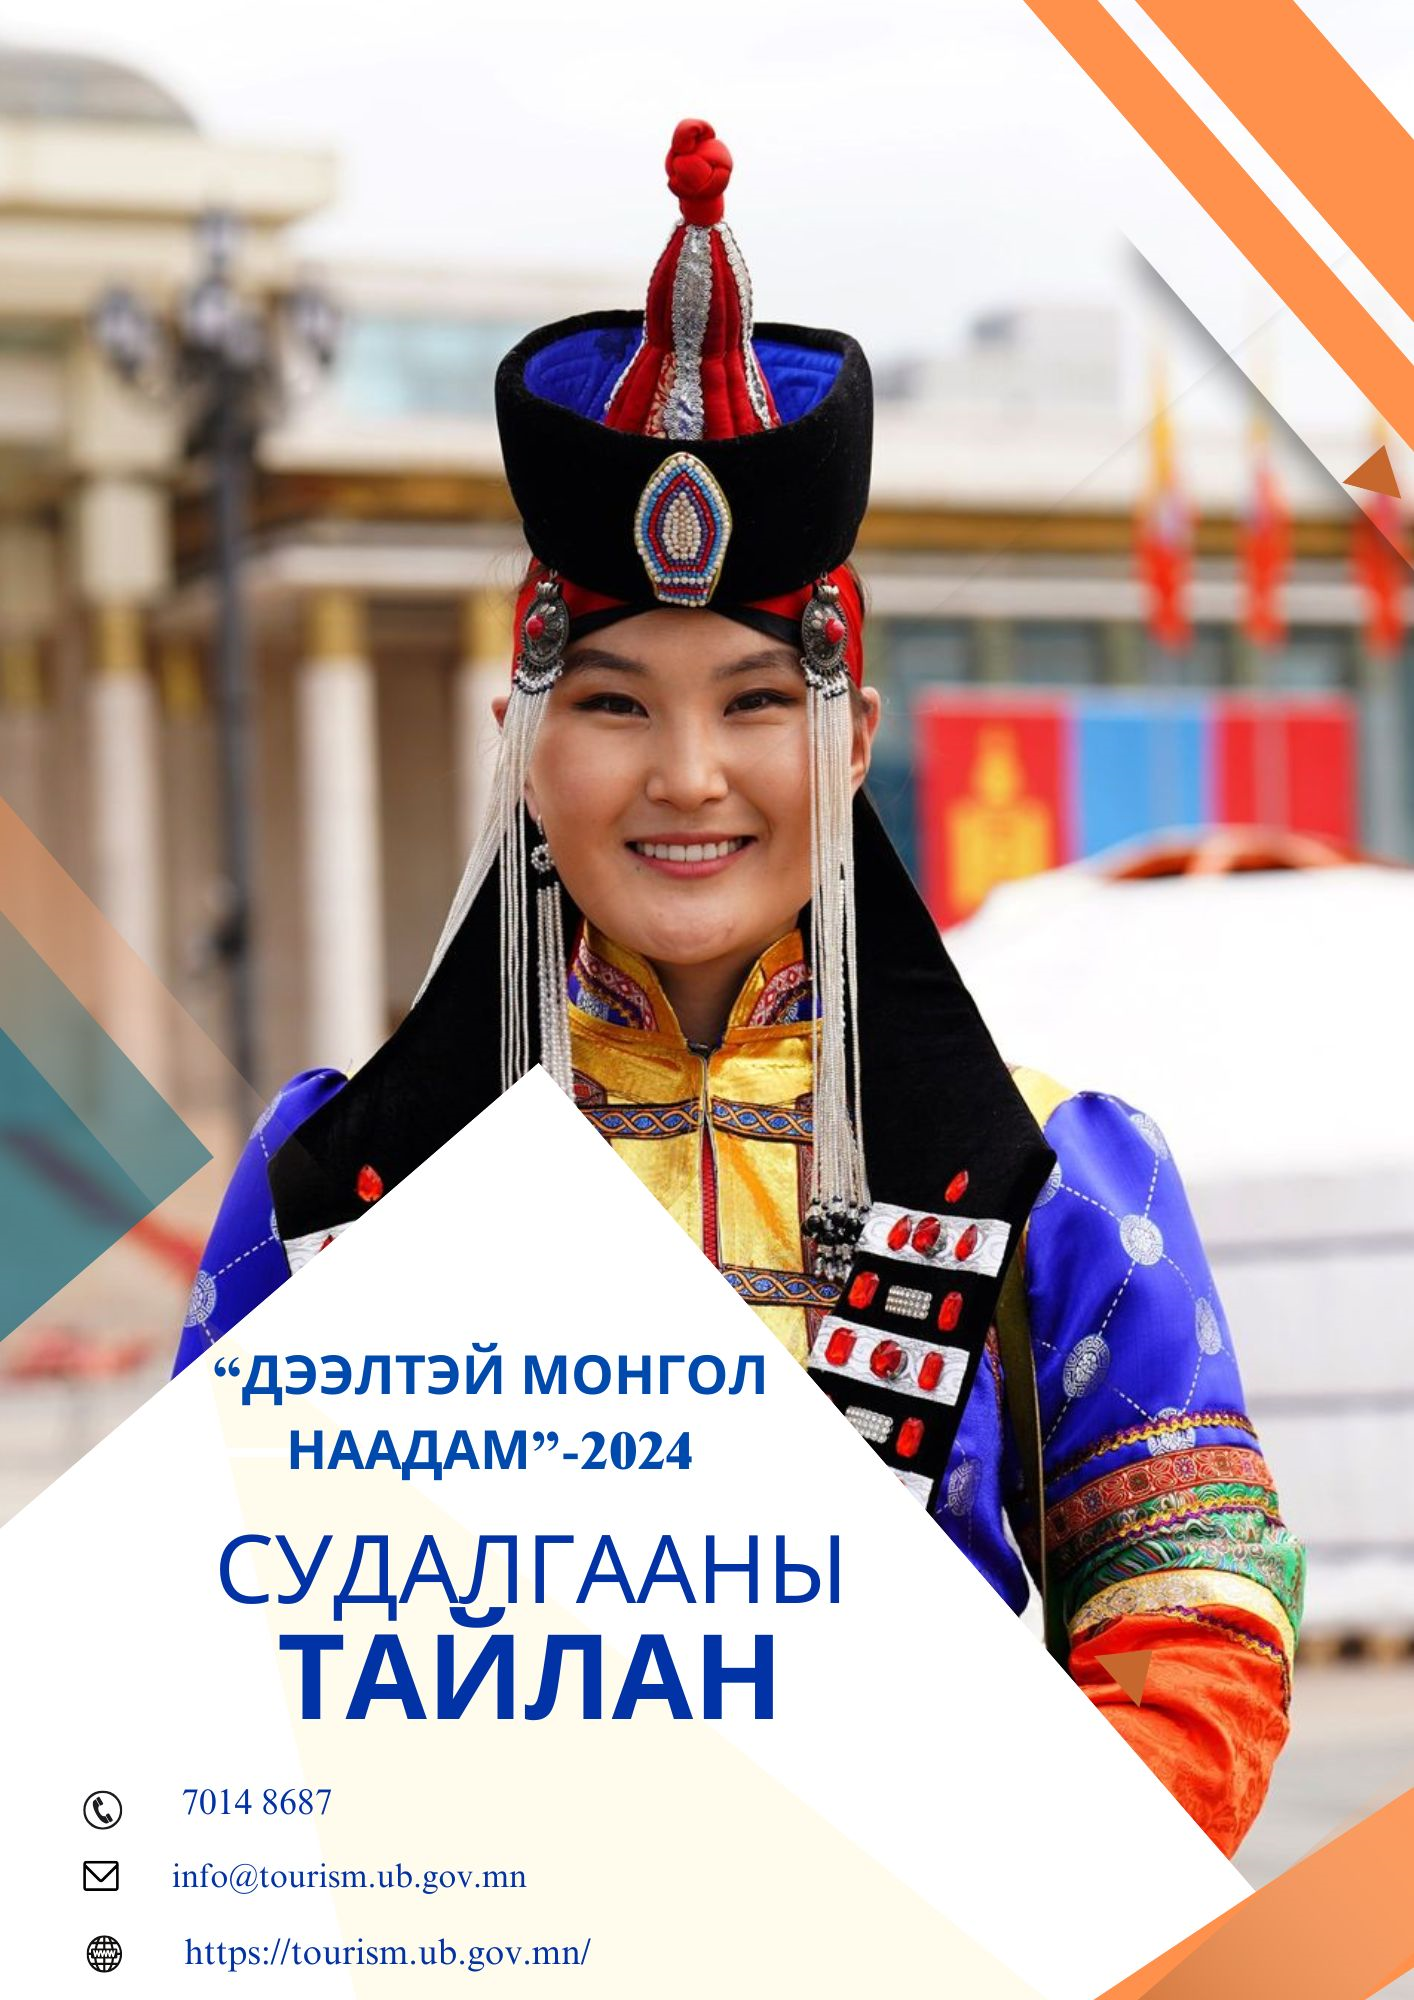 “ДЭЭЛТЭЙ МОНГОЛ
НААДАМ”-2024
СУДАЛГААНЫ
ТАЙЛАН
7014 8687
info@tourism.ub.gov.mn
https://tourism.ub.gov.mn/